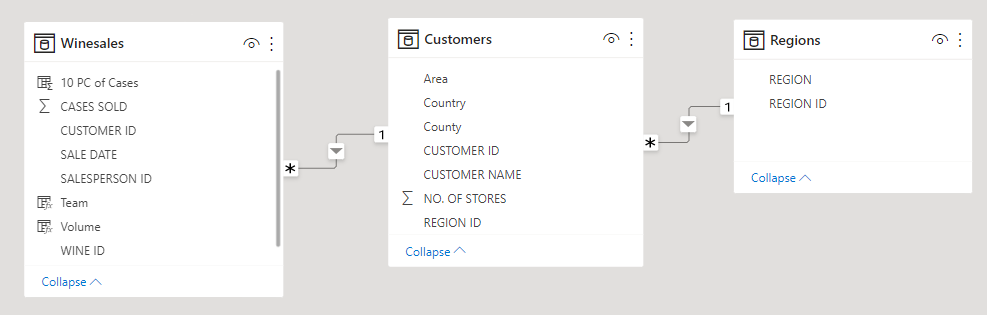 Winesales
10 PC of Cases
CASES SOLD
CUSTOMER ID
SALE DATE
SALESPERSON ID
Team
Volume
WINE ID
Collapse
*
1
Customers
Area
Country
County
CUSTOMER ID
CUSTOMER NAME
NO. OF STORES
REGION ID
Collapse
*
1
Regions
REGION
REGION ID
Collapse